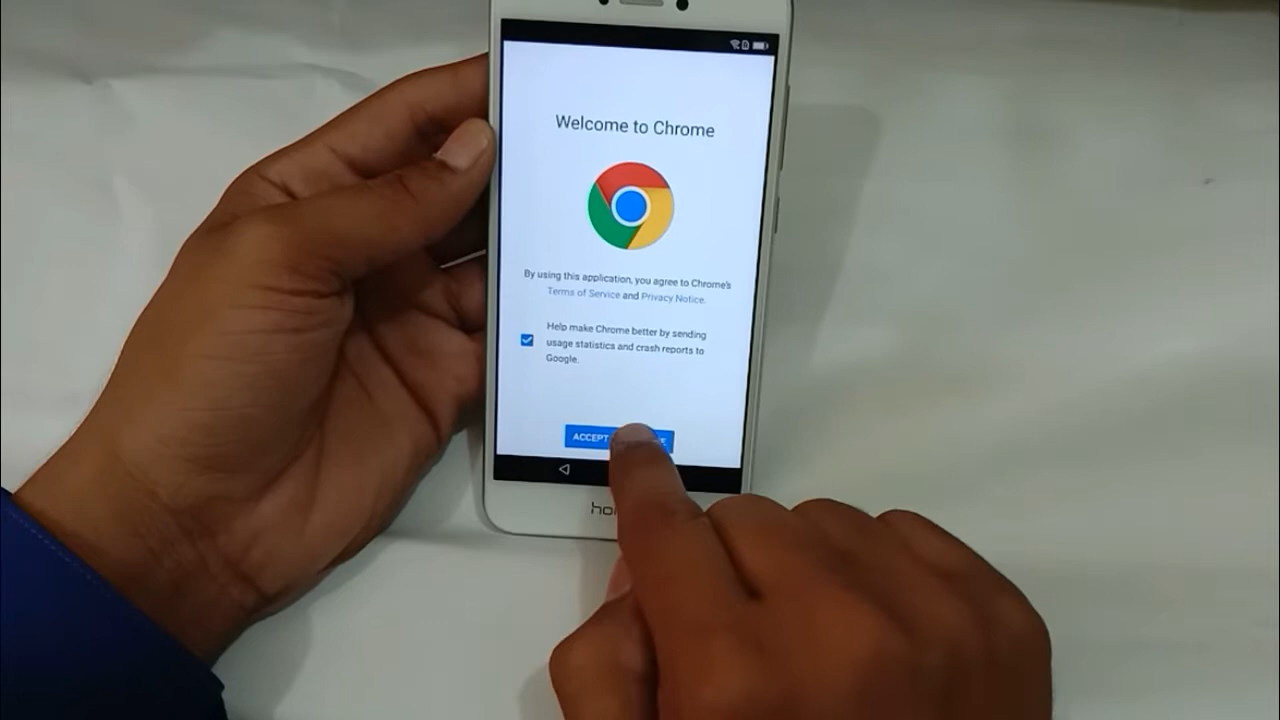 Welcome to Chrome
By using this application, you agree to Chrome's
Terms of Service and Privacy Notice.
Help make Chrome better by sending
usage statistics and crash reports to
Google.
ACCEPT